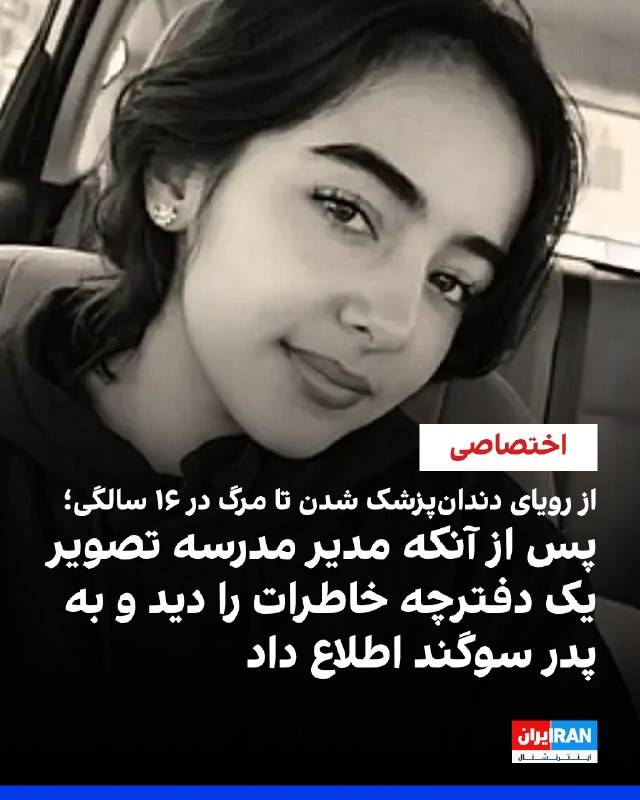 اختصاصی
از رویای دندان‌پزشک شدن تا مرگ در ۱۶ سالگی؛
پس از آنکه مدیر مدرسه تصویر
یک دفترچه خاطرات را دید و به
پدر سوگند اطلاع داد
ایران IRAN
اینترنشنال